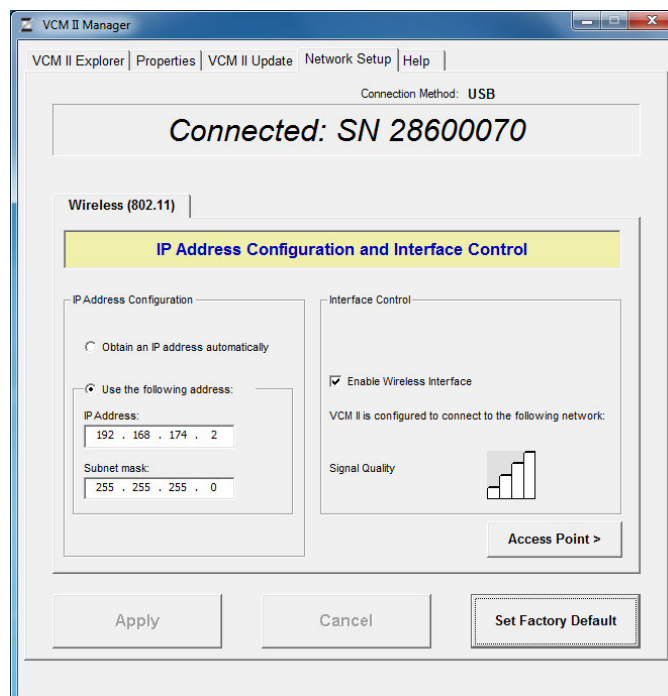 VCM II Manager
VCM II Explorer Properties VCM II Update Network Setup Help
Connection Method: USB
Connected: SN 28600070
Wireless (802.11)
IP Address Configuration and Interface Control
IP Address Configuration
Obtain an IP address automatically
Use the following address:
IP Address:
192 . 168 . 174 . 2
Subnet mask:
255 . 255 . 255 . 0
Interface Control
Enable Wireless Interface
VCM II is configured to connect to the following network:
Signal Quality
Access Point >
Apply Cancel Set Factory Default